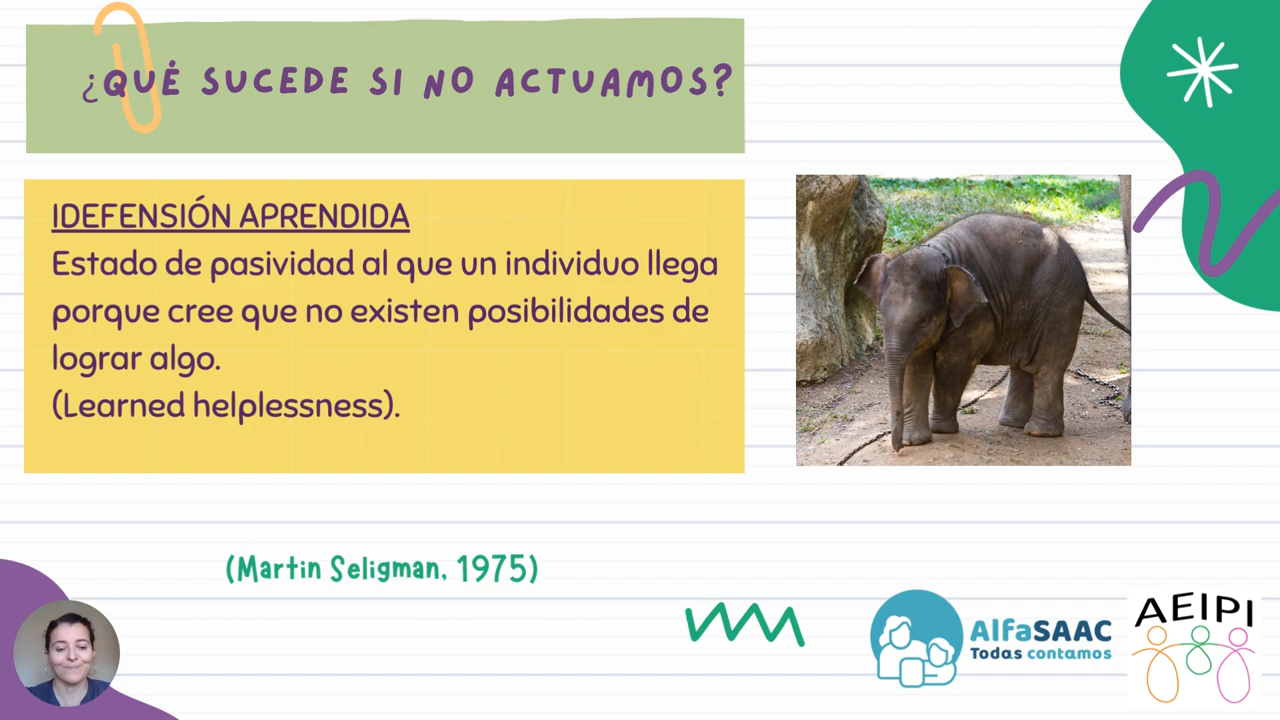 ¿QUÉ SUCEDE SI NO ACTUAMOS?
IDEFENSIÓN APRENDIDA
Estado de pasividad al que un individuo llega
porque cree que no existen posibilidades de
lograr algo.
(Learned helplessness).
(Martin Seligman, 1975)
AlfaSAAC
Todas contamos
AEIPI